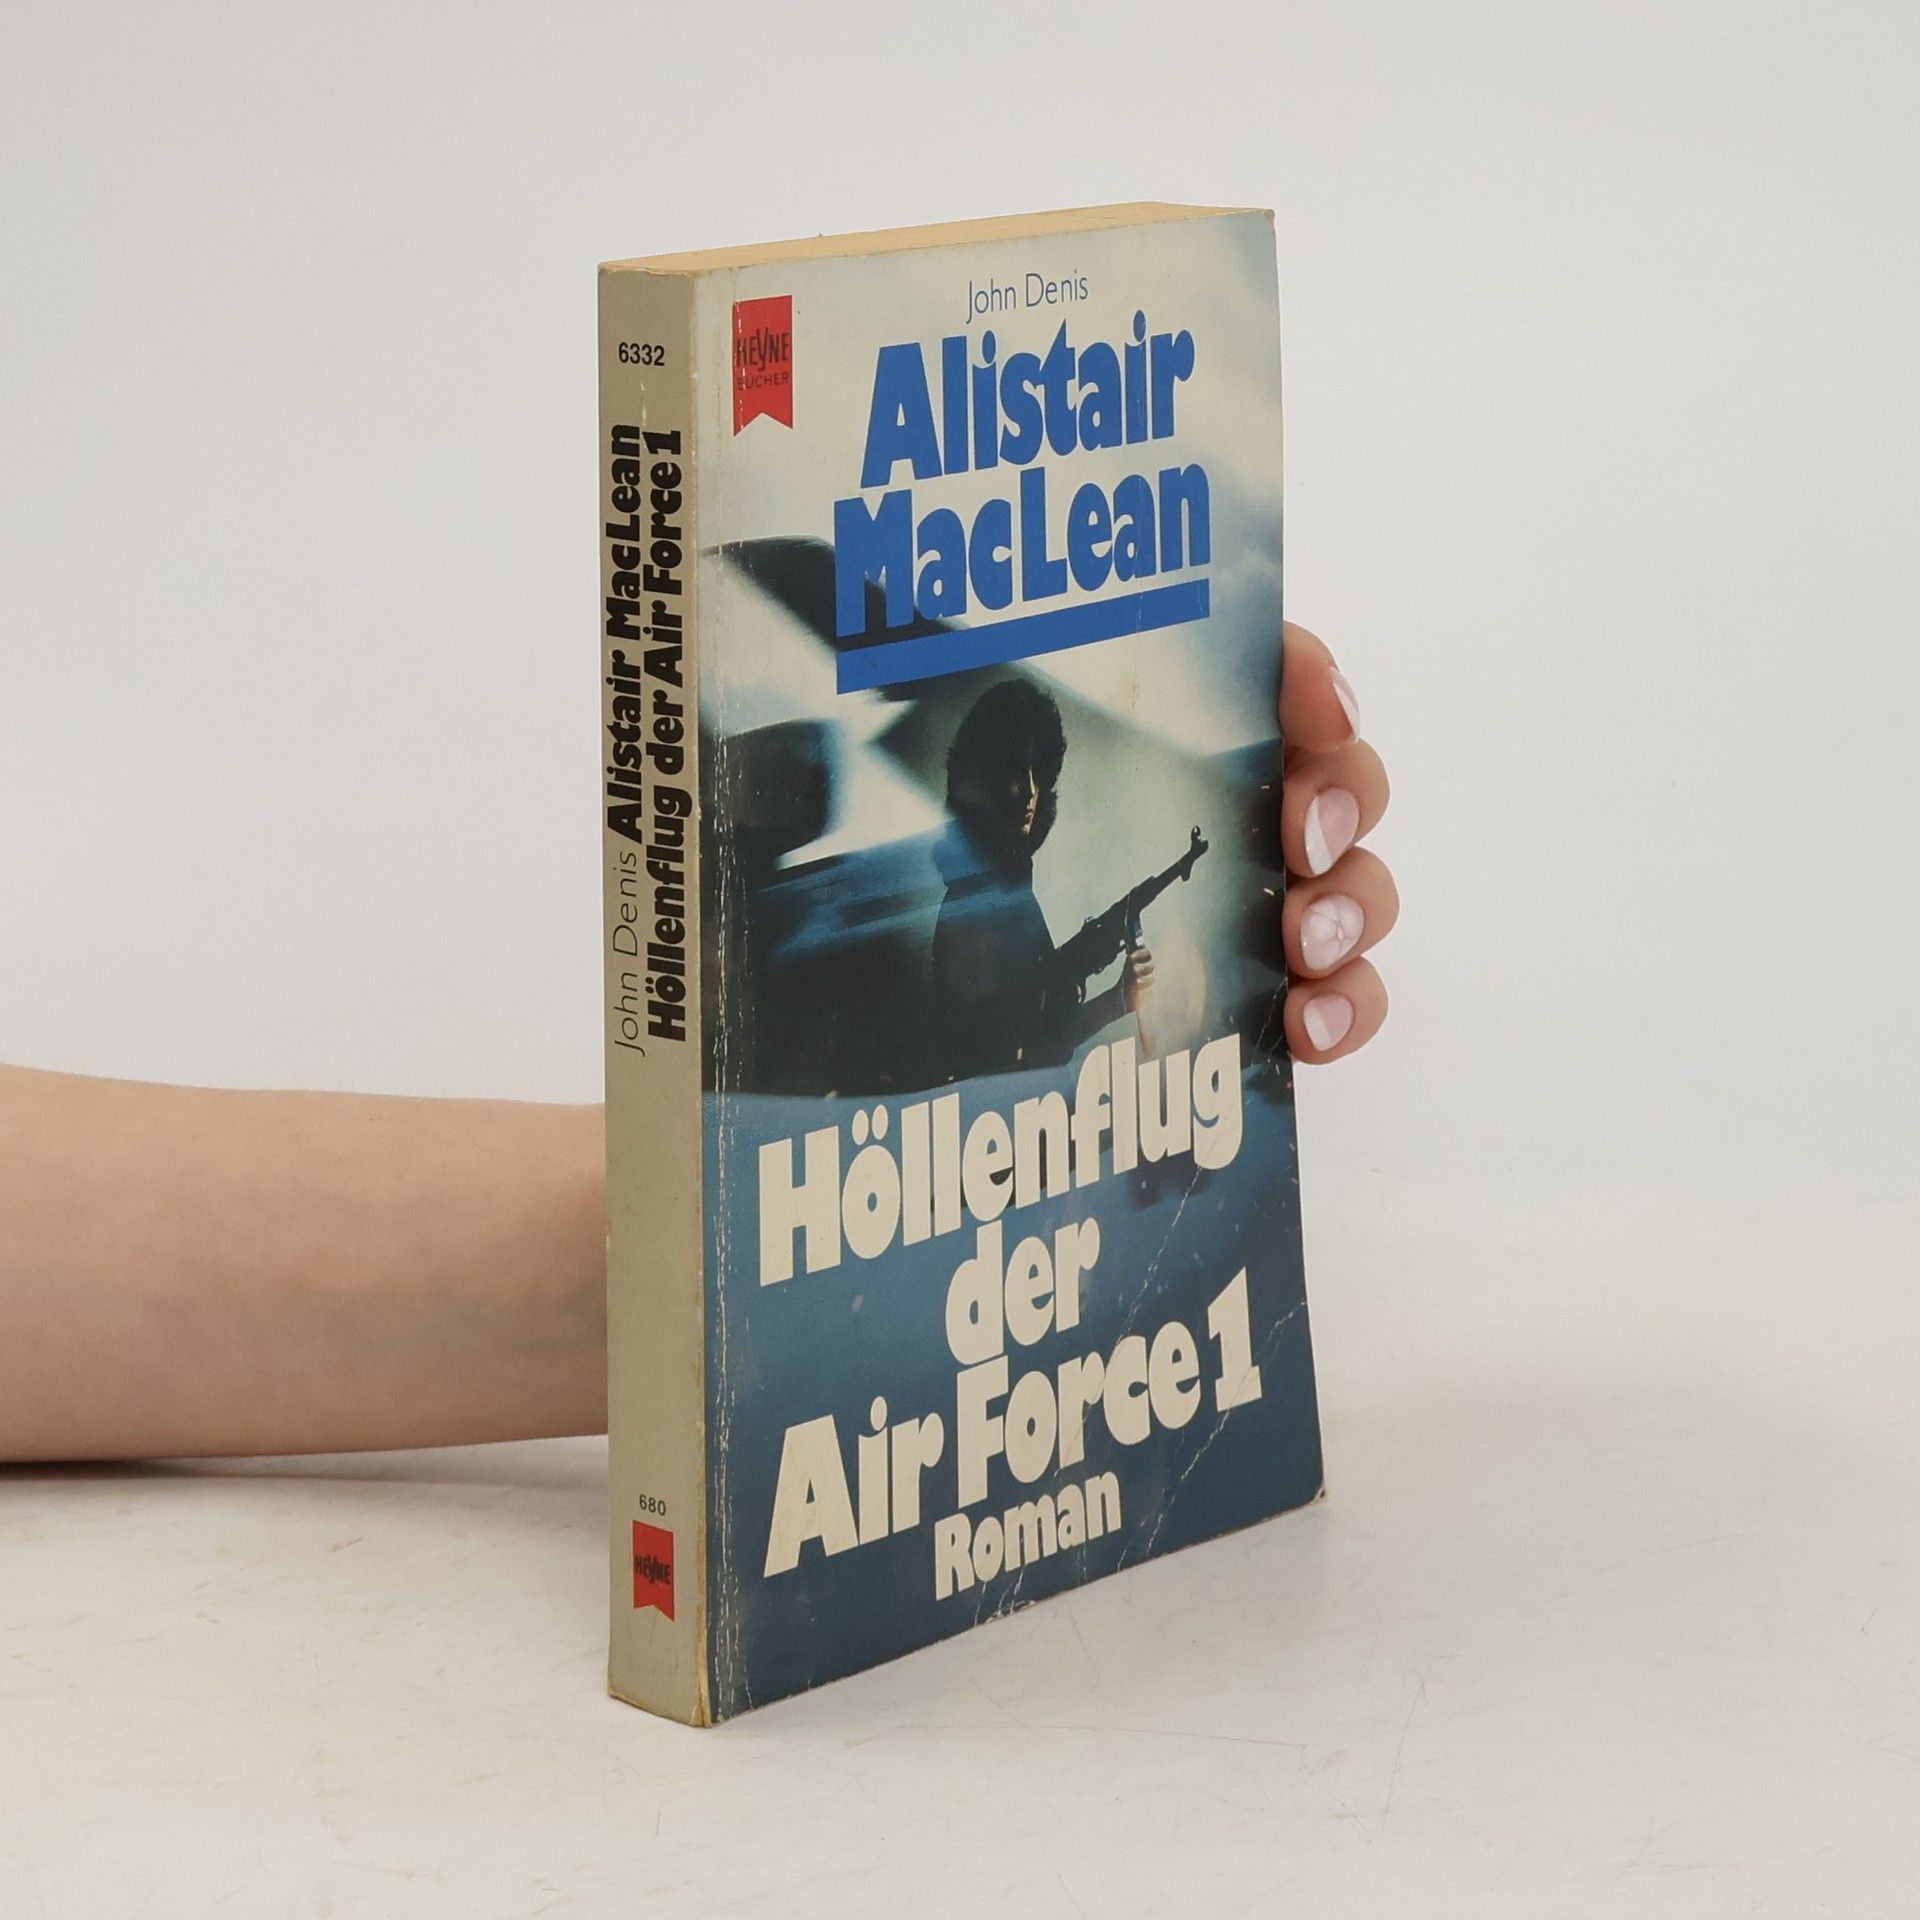 6332
John Denis Alistair MacLean
Höllenflug der Air Force 1
680
HEYNE
HEYNE
BÜCHER
John Denis
Alistair
MacLean
Höllenflug
der
Air Force 1
Roman